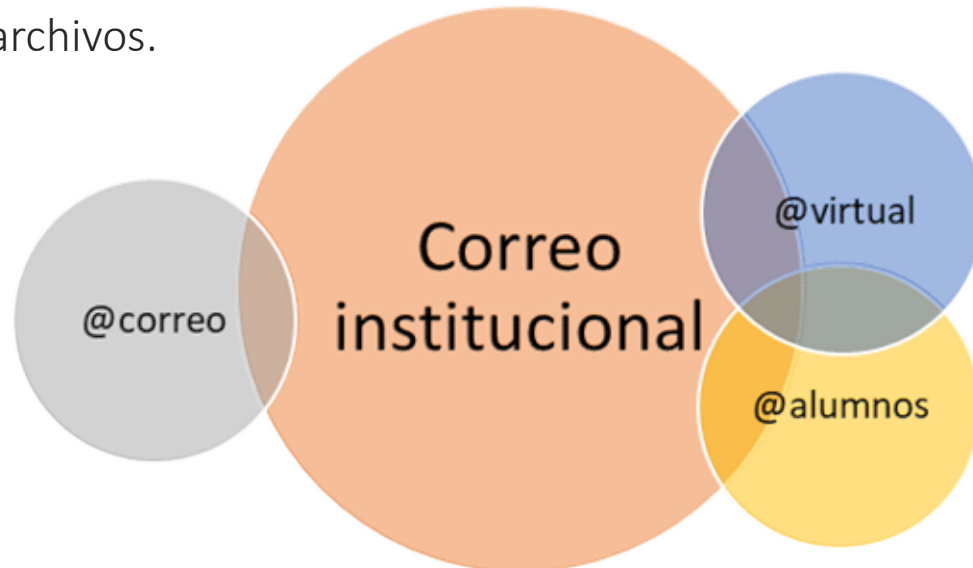 archivos.
@virtual
Correo
institucional
@correo
@alumnos